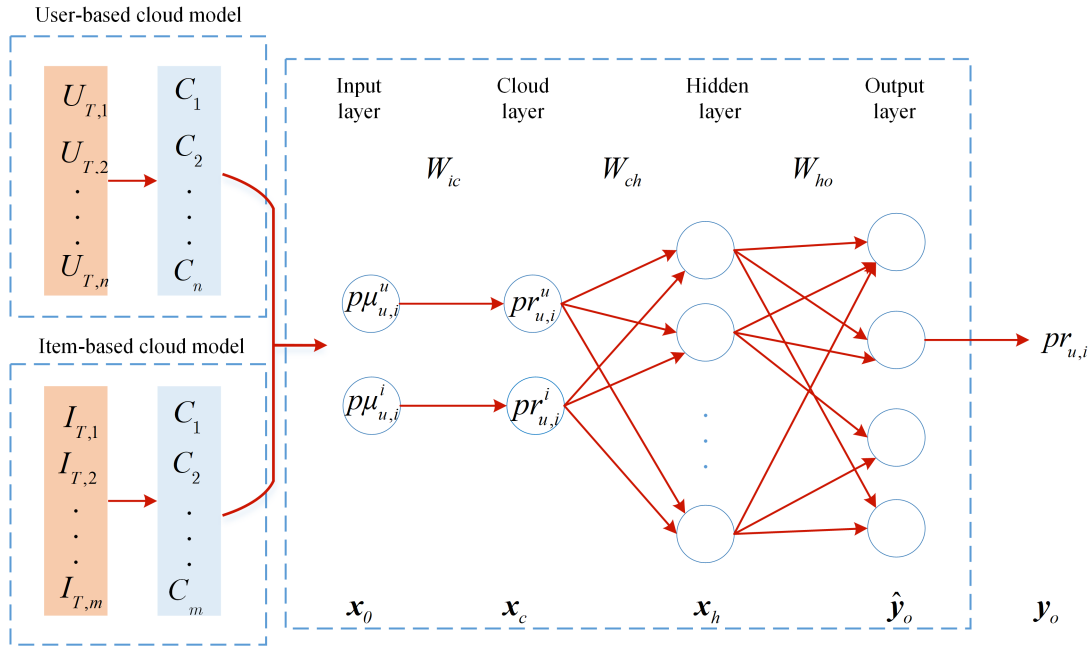 User-based cloud model
U_{T,1}
U_{T,2}
.
.
.
U_{T,n}
C_1
C_2
.
.
.
C_n
Item-based cloud model
I_{T,1}
I_{T,2}
.
.
.
I_{T,m}
C_1
C_2
.
.
.
C_m
Input
layer
Cloud
layer
Hidden
layer
Output
layer
W_{ic}
W_{ch}
W_{ho}
pμ^u_{u,i}
pr^u_{u,i}
pμ^i_{u,i}
pr^i_{u,i}
.
.
.
pr_{u,i}
x_0
x_c
x_h
ŷ_o
y_o